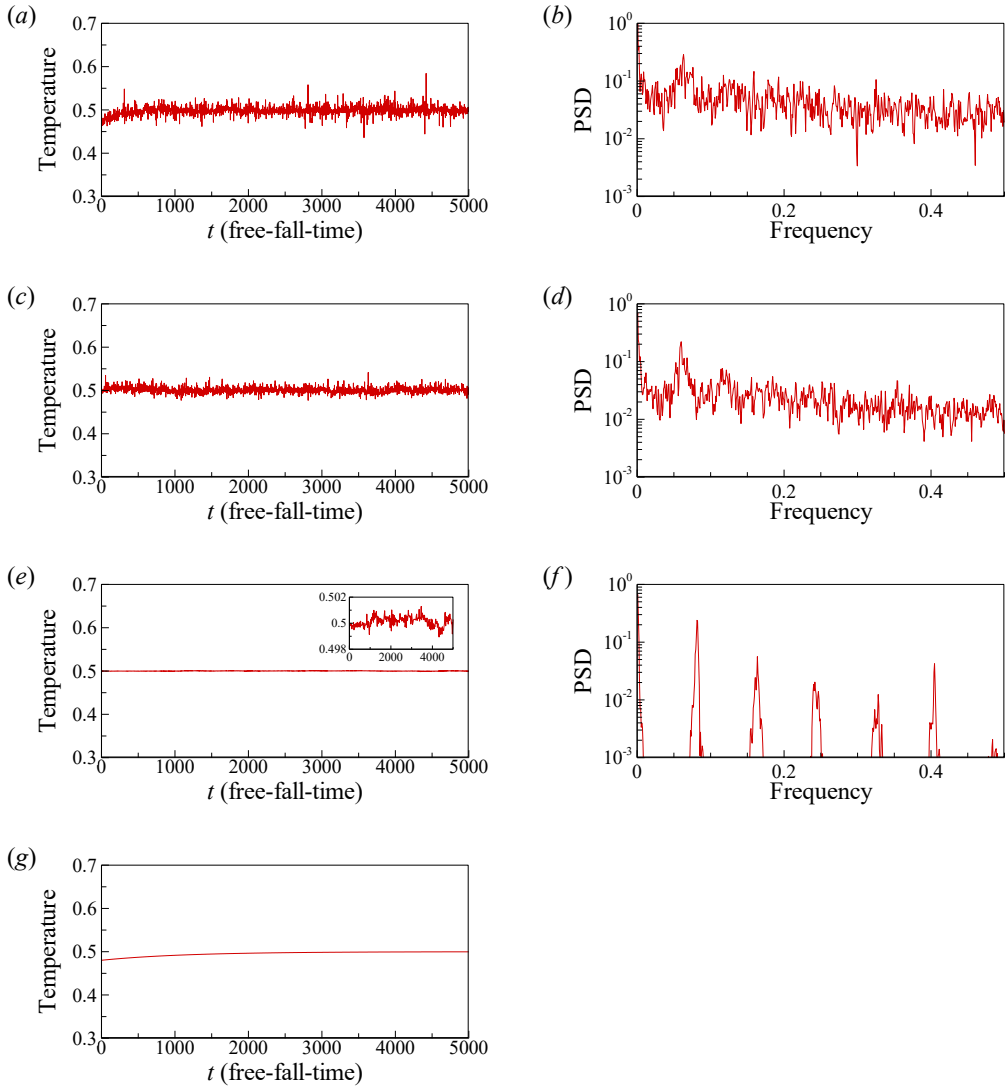 (a)
0.7
0.6
0.5
0.4
0.3
Temperature
0 1000 2000 3000 4000 5000
t (free-fall-time)
(b)
10^0
10^-1
10^-2
10^-3
PSD
0 0.2 0.4
Frequency
(c)
0.7
0.6
0.5
0.4
0.3
Temperature
0 1000 2000 3000 4000 5000
t (free-fall-time)
(d)
10^0
10^-1
10^-2
10^-3
PSD
0 0.2 0.4
Frequency
(e)
0.7
0.6
0.5
0.4
0.3
Temperature
0.502
0.5
0.498
0 2000 4000
0 1000 2000 3000 4000 5000
t (free-fall-time)
(f)
10^0
10^-1
10^-2
10^-3
PSD
0 0.2 0.4
Frequency
(g)
0.7
0.6
0.5
0.4
0.3
Temperature
0 1000 2000 3000 4000 5000
t (free-fall-time)